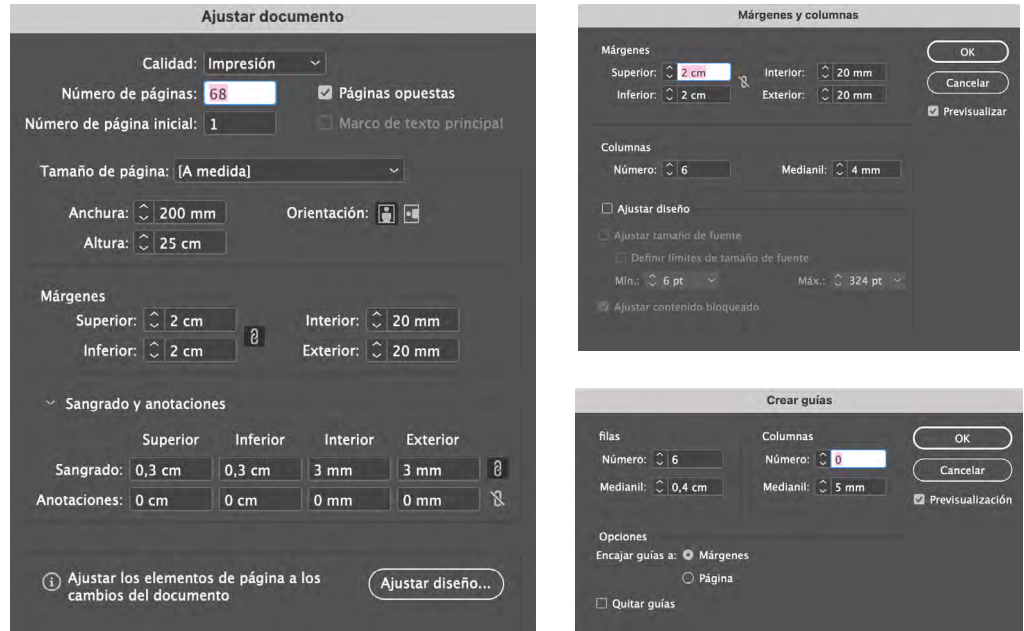 Ajustar documento
Calidad: Impresión
Número de páginas: 68 Páginas opuestas
Número de página inicial: 1 Marco de texto principal
Tamaño de página: [A medida]
Anchura: 200 mm Orientación:
Altura: 25 cm
Márgenes
Superior: 2 cm Interior: 20 mm
Inferior: 2 cm Exterior: 20 mm
Sangrado y anotaciones
Superior Inferior Interior Exterior
Sangrado: 0,3 cm 0,3 cm 3 mm 3 mm
Anotaciones: 0 cm 0 cm 0 mm 0 mm
Ajustar los elementos de página a los
cambios del documento
Ajustar diseño...
Márgenes y columnas
Márgenes
Superior: 2 cm Interior: 20 mm
Inferior: 2 cm Exterior: 20 mm
OK
Cancelar
Previsualizar
Columnas
Número: 6 Medianil: 4 mm
Ajustar diseño
Ajustar tamaño de fuente
Definir límites de tamaño de fuente
Mín.: 6 pt Máx.: 324 pt
Ajustar contenido bloqueado
Crear guías
filas Columnas
Número: 6 Número: 0
Medianil: 0,4 cm Medianil: 5 mm
OK
Cancelar
Previsualización
Opciones
Encajar guías a: Márgenes
Página
Quitar guías